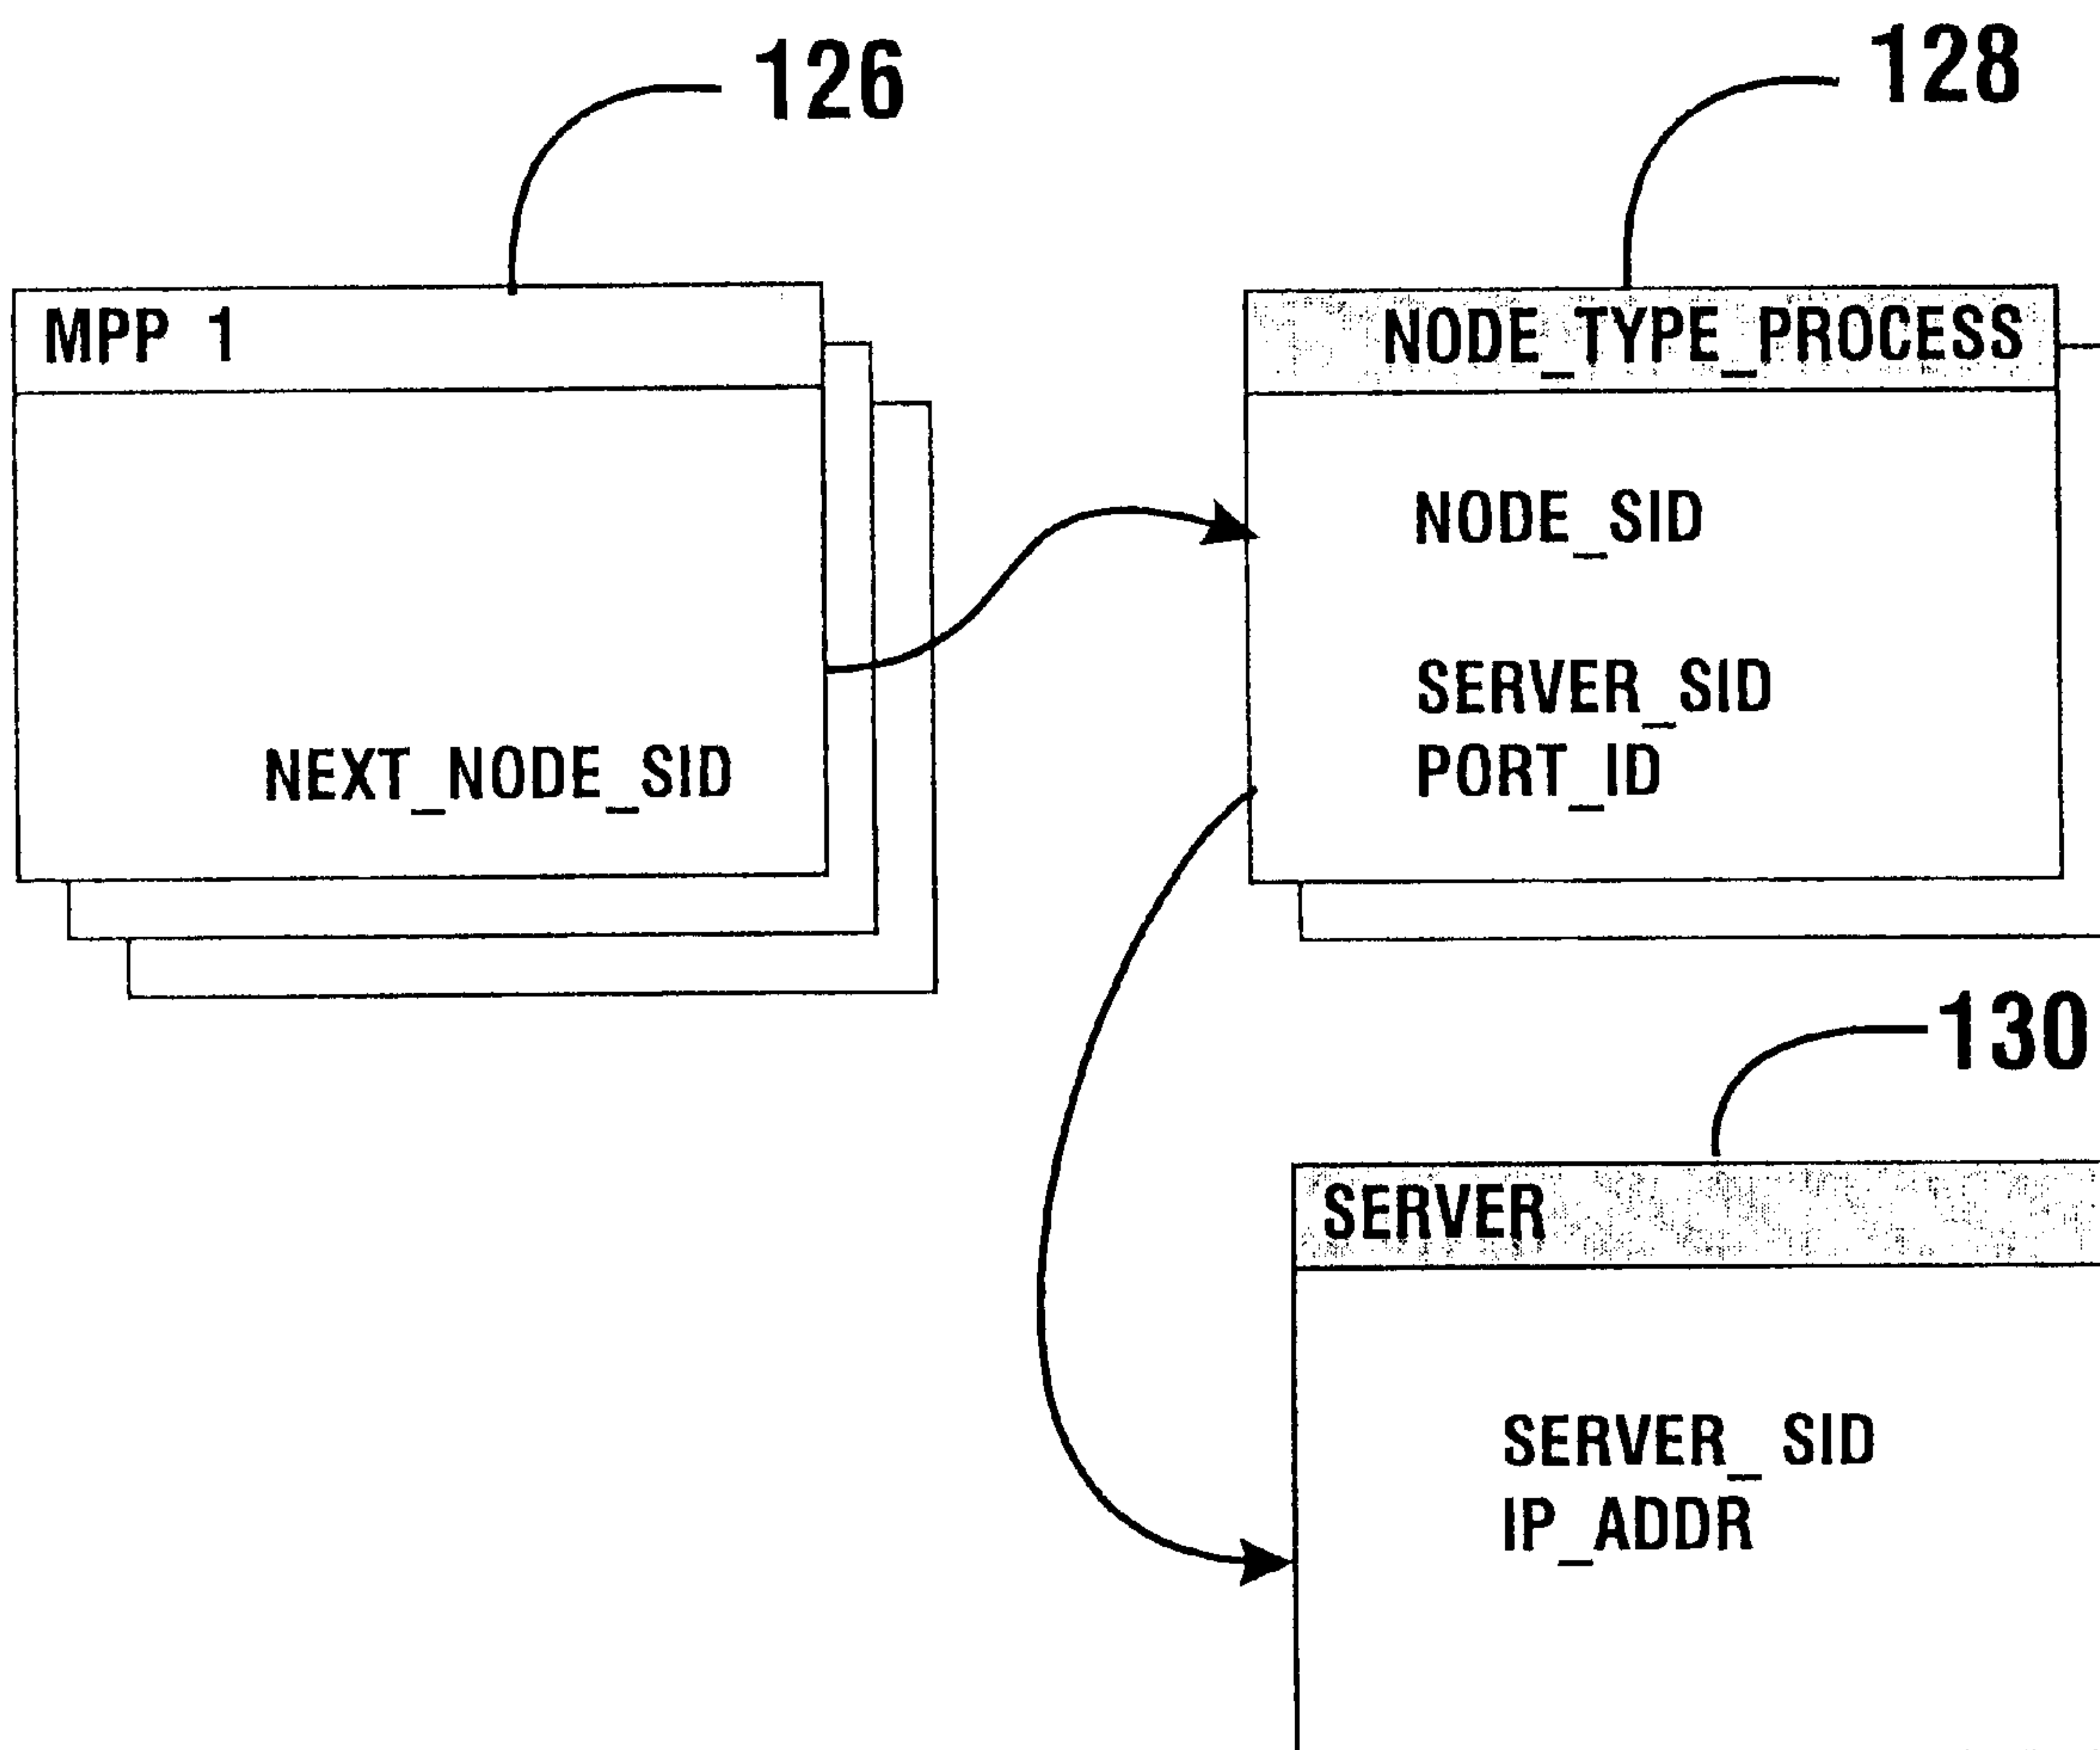 126
128
MPP 1
NEXT_NODE_SID
NODE_TYPE_PROCESS
NODE_SID
SERVER_SID
PORT_ID
130
SERVER
SERVER_ SID
IP_ADDR